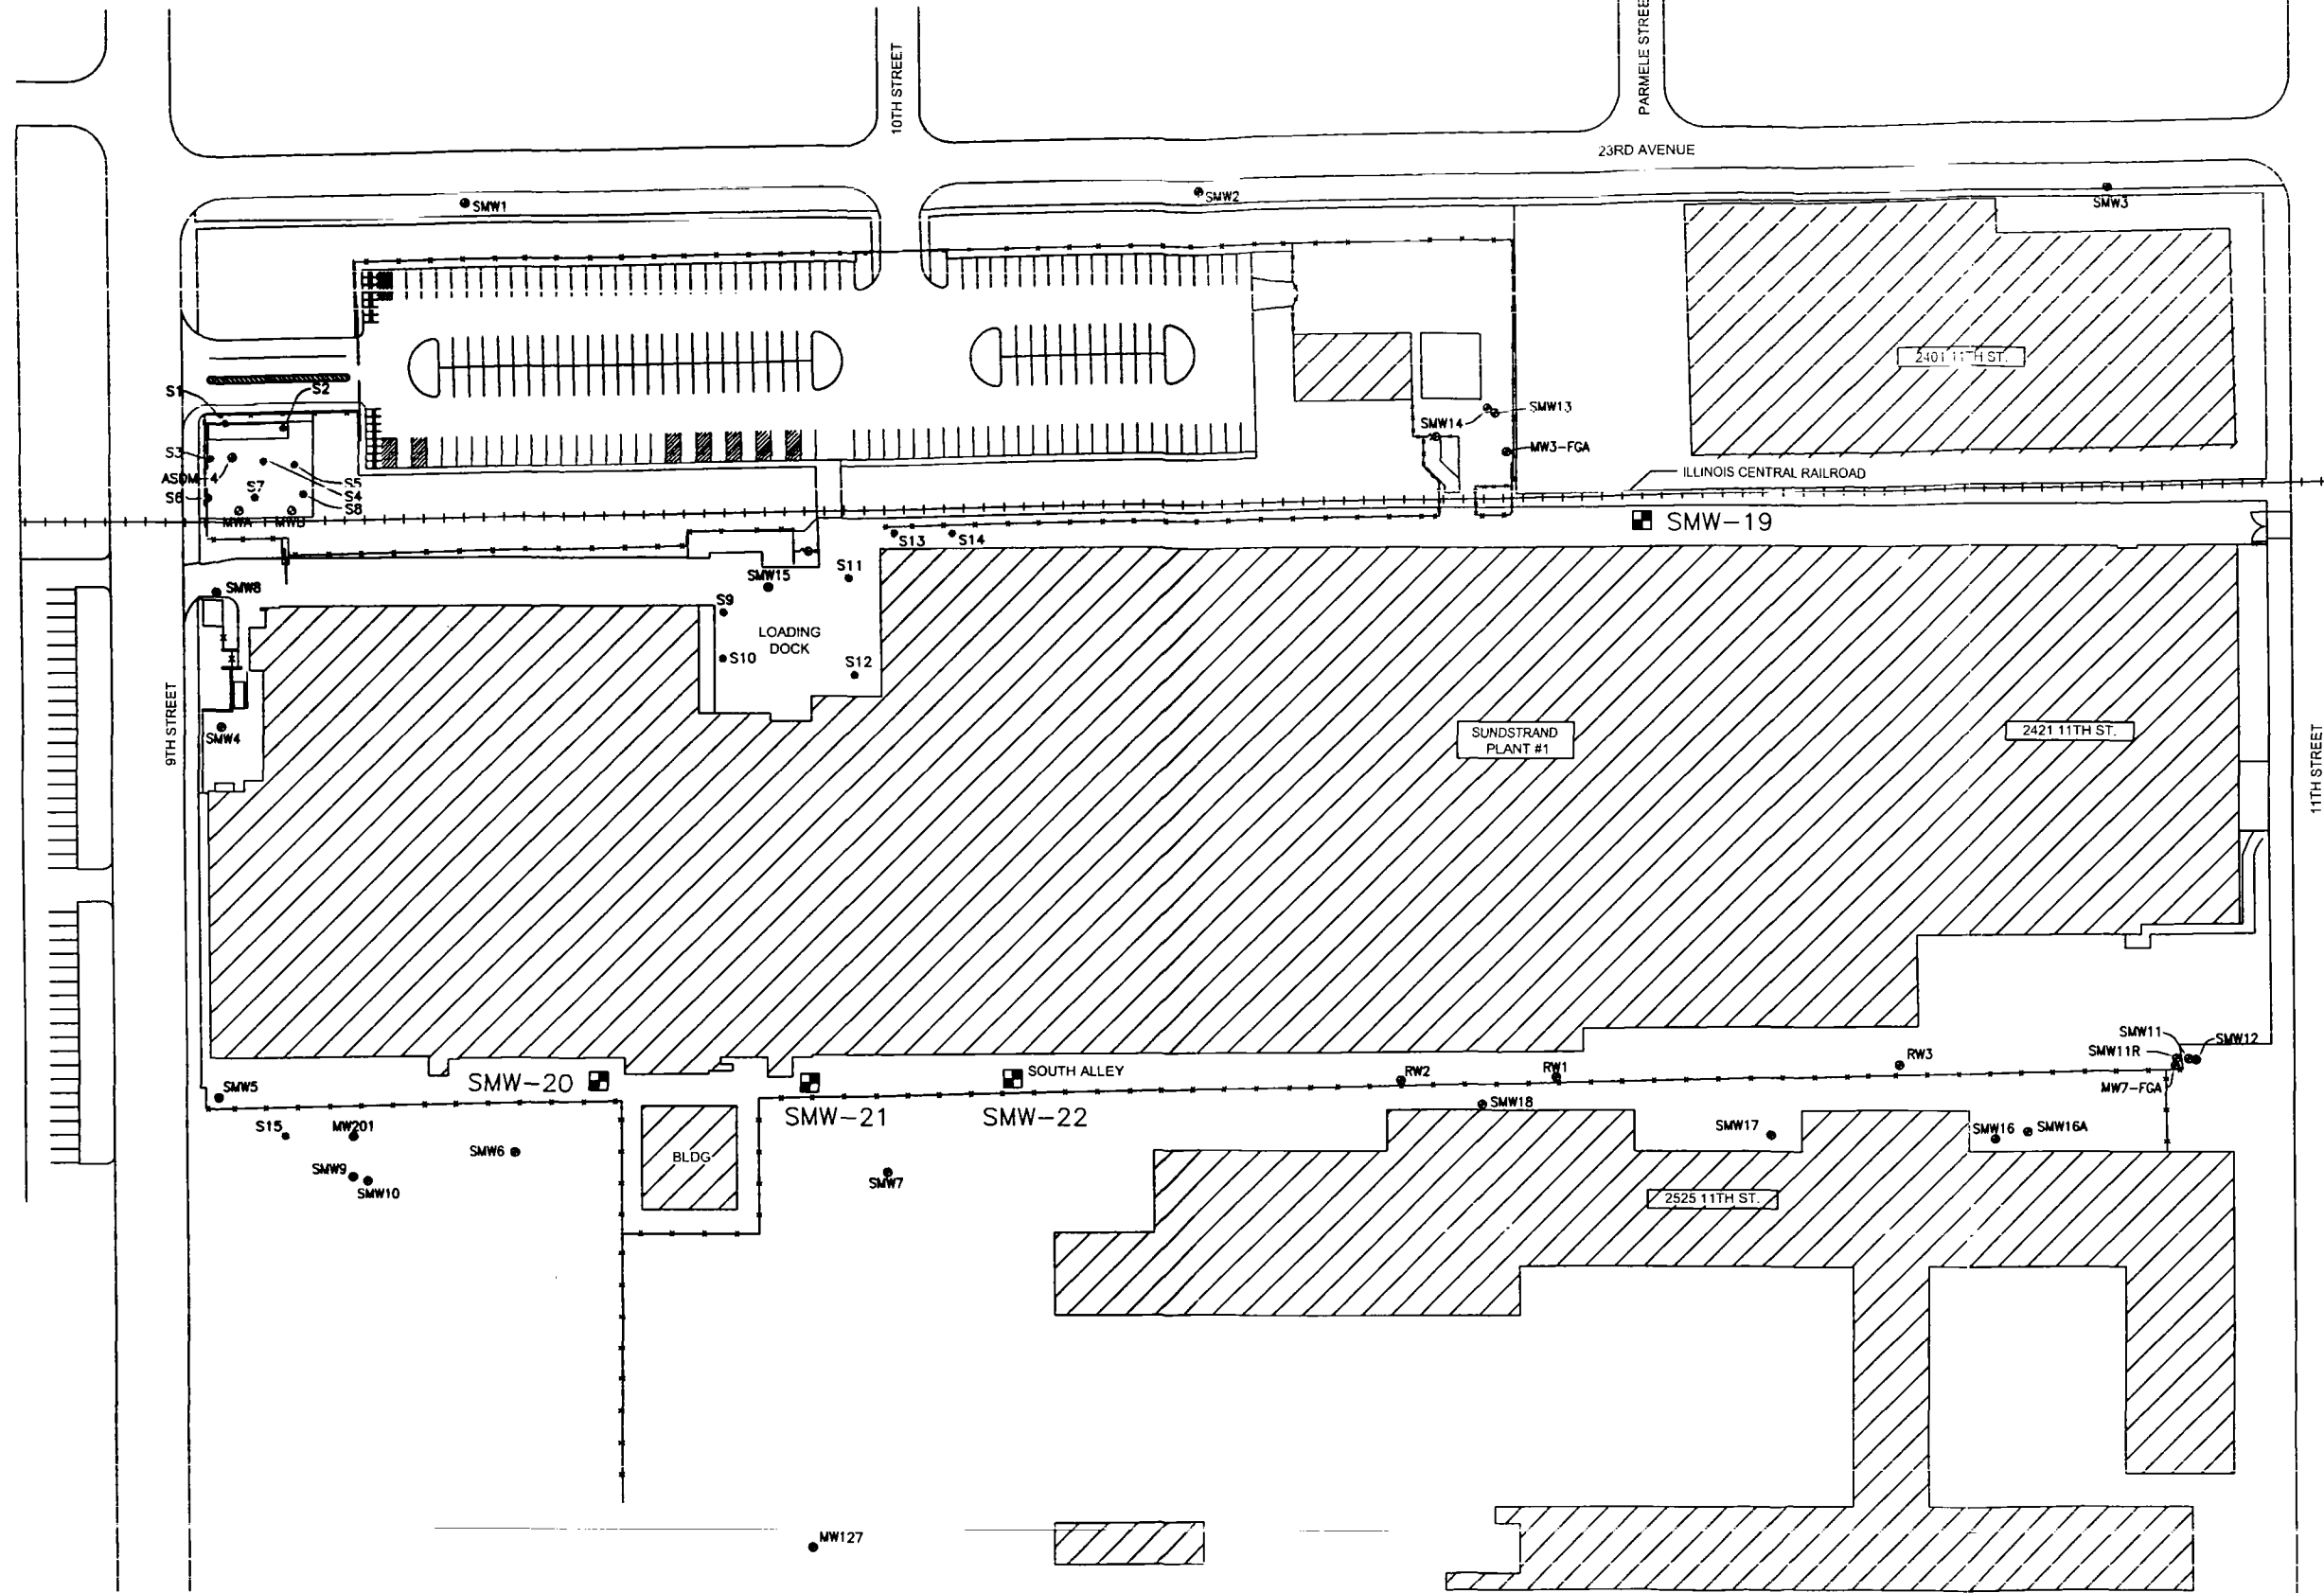 10TH STREET
PARMELE STREE
23RD AVENUE
SMW1
SMW2
SMW3
2401 11TH ST.
S1
S2
SMW13
SMW14
MW3-FGA
S3
S5
ASDM-4
S4
S6
S7
S8
ILLINOIS CENTRAL RAILROAD
MWA
MWB
SMW-19
S13
S14
SMW15
S11
SMW8
S9
LOADING
DOCK
S10
S12
9TH STREET
SMW4
SUNDSTRAND
PLANT #1
2421 11TH ST.
11TH STREET
SMW11
SMW12
SMW11R
RW3
SMW-20
SOUTH ALLEY
RW2
RW1
SMW5
MW7-FGA
SMW-21
SMW-22
SMW18
S15
MW201
SMW17
SMW16
SMW16A
SMW6
BLDG
SMW9
SMW7
SMW10
2525 11TH ST.
MW127